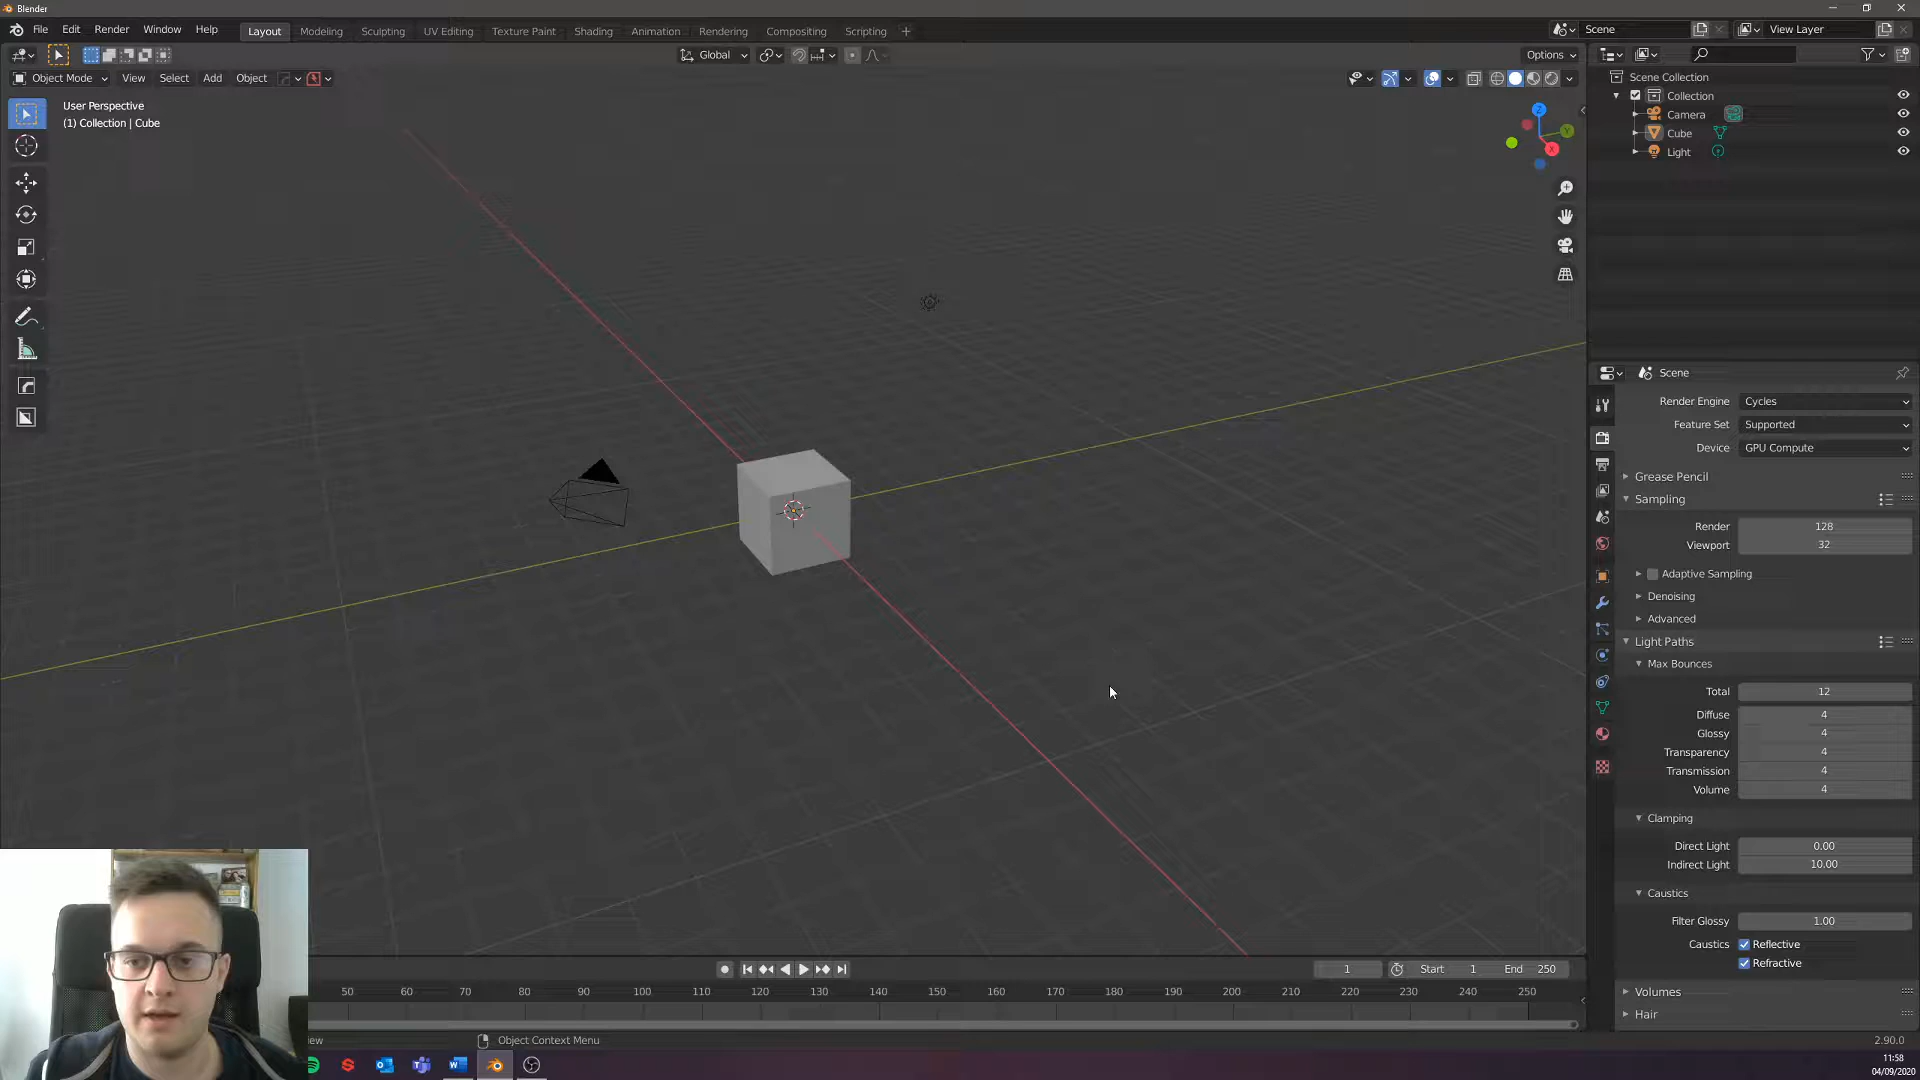 Blender
File Edit Render Window Help Layout Modeling Sculpting UV Editing Texture Paint Shading Animation Rendering Compositing Scripting + Scene View Layer
Global Options
Object Mode View Select Add Object
User Perspective
(1) Collection | Cube
Z
Y
X
Scene Collection
Collection
Camera
Cube
Light
Scene
Render Engine Cycles
Feature Set Supported
Device GPU Compute
Grease Pencil
Sampling
Render 128
Viewport 32
Adaptive Sampling
Denoising
Advanced
Light Paths
Max Bounces
Total 12
Diffuse 4
Glossy 4
Transparency 4
Transmission 4
Volume 4
Clamping
Direct Light 0.00
Indirect Light 10.00
Caustics
Filter Glossy 1.00
Caustics Reflective
Refractive
Volumes
Hair
1 Start 1 End 250
50 60 70 80 90 100 110 120 130 140 150 160 170 180 190 200 210 220 230 240 250
Object Context Menu
2.90.0
11:58
04/09/2020